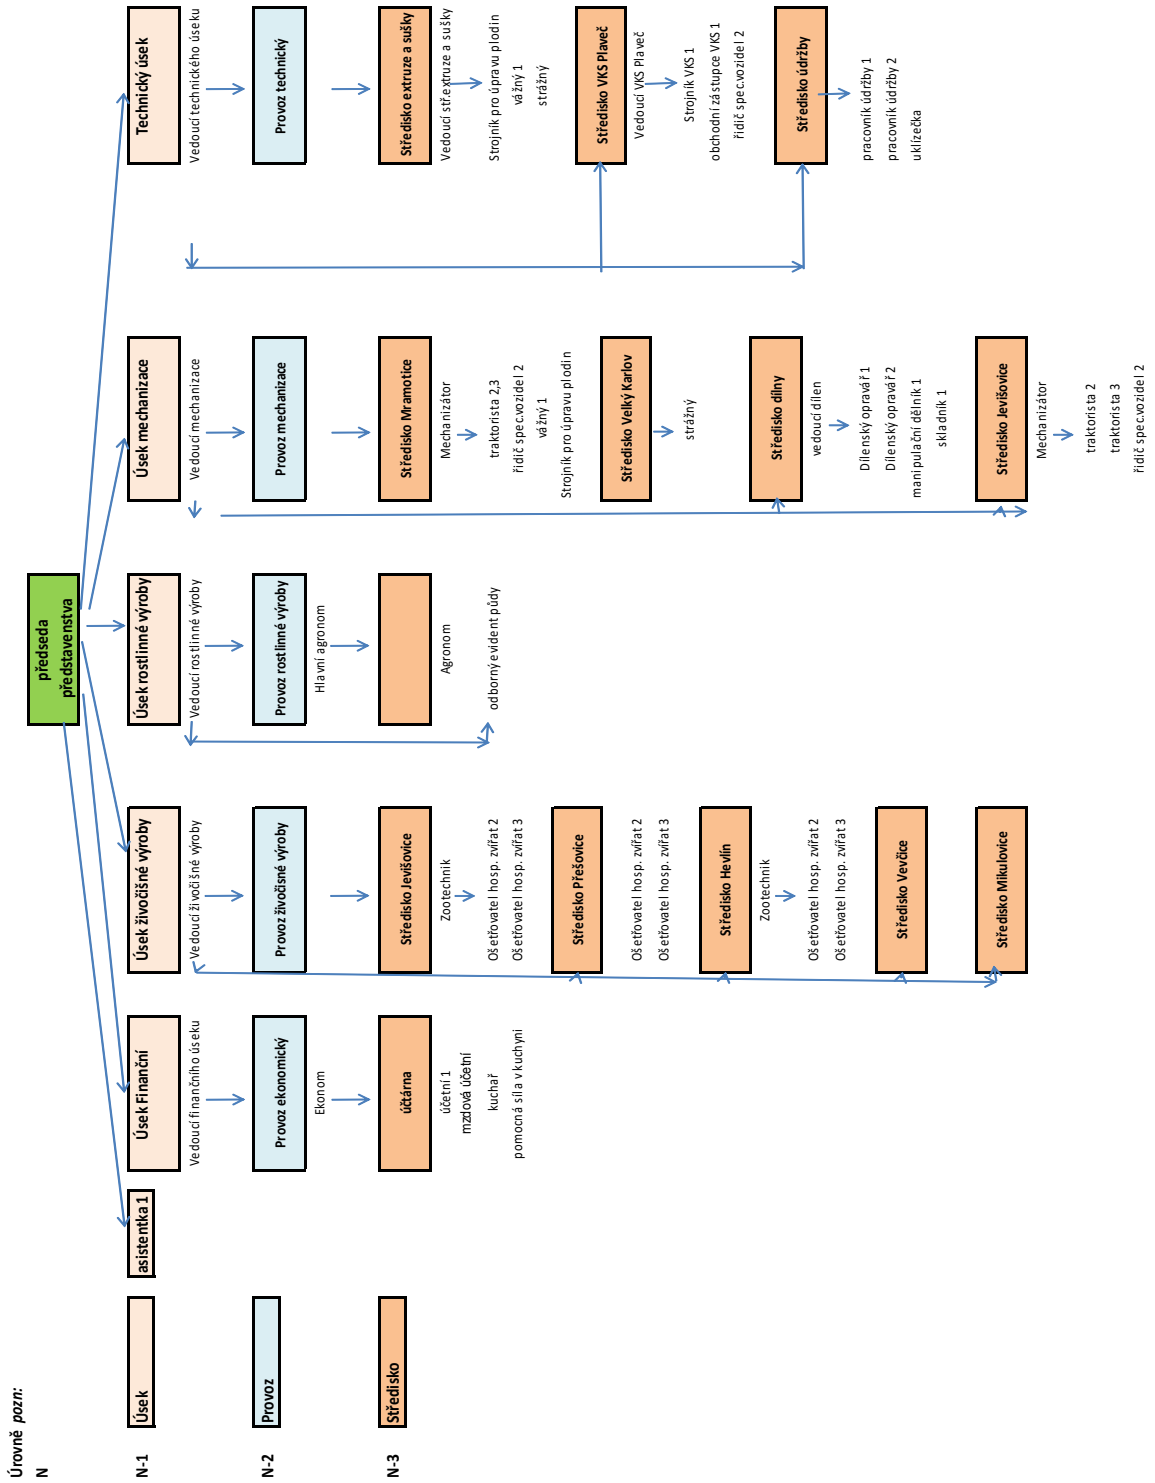 Úrovně pozn:
N
předseda
představenstva
N-1
Úsek
asistentka 1
Úsek Finanční
Úsek živočišné výroby
Úsek rostlinné výroby
Úsek mechanizace
Technický úsek
Vedoucí finančního úseku
Vedoucí živočisné výroby
Vedoucí rostlinné výroby
Vedoucí mechanizace
Vedoucí technického úseku
N-2
Provoz
Provoz ekonomický
Provoz živočisné výroby
Provoz rostlinné výroby
Provoz mechanizace
Provoz technický
Ekonom
Hlavní agronom
N-3
Středisko
účtárna
účetní 1
mzdová účetní
kuchař
pomocná síla v kuchyni
Středisko Jevišovice
Zootechnik
Ošetřovatel hosp. zvířat 2
Ošetřovatel hosp. zvířat 3
Středisko Přešovice
Ošetřovatel hosp. zvířat 2
Ošetřovatel hosp. zvířat 3
Středisko Hevlín
Zootechnik
Ošetřovatel hosp. zvířat 2
Ošetřovatel hosp. zvířat 3
Středisko Vevčice
Středisko Mikulovice
Agronom
odborný evident půdy
Středisko Mramotice
Mechanizátor
traktorista 2,3
řidič spec.vozidel 2
vážný 1
Strojník pro úpravu plodin
Středisko Velký Karlov
strážný
Středisko dílny
vedoucí dílen
Dílenský opravář 1
Dílenský opravář 2
manipulační dělník 1
skladník 1
Středisko Jevišovice
Mechanizátor
traktorista 2
traktorista 3
řidič spec.vozidel 2
Středisko extruze a sušky
Vedoucí stř.extruze a sušky
Strojník pro úpravu plodin
vážný 1
strážný
Středisko VKS Plaveč
Vedoucí VKS Plaveč
Strojník VKS 1
obchodní zástupce VKS 1
řidič spec.vozidel 2
Středisko údržby
pracovník údržby 1
pracovník údržby 2
uklízečka